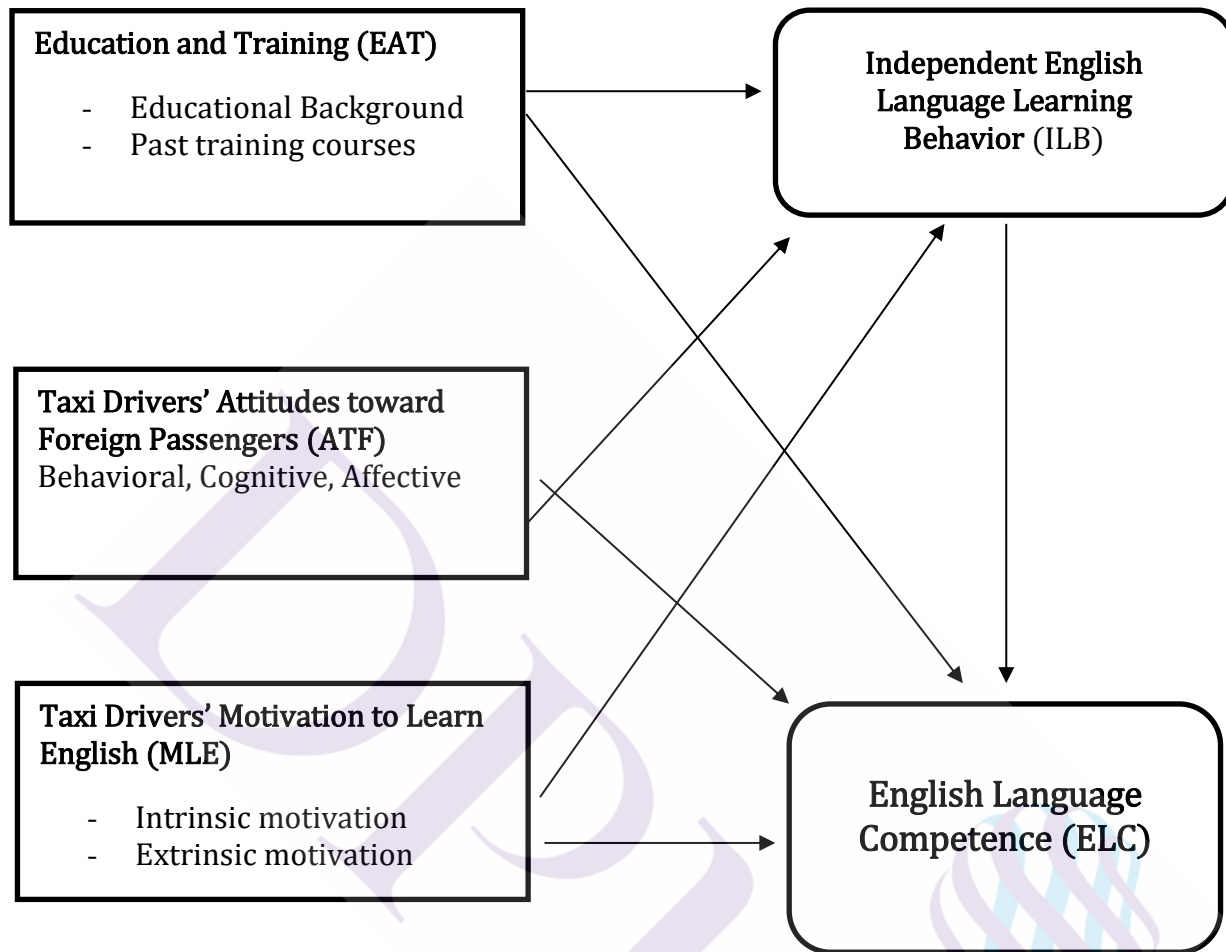 Education and Training (EAT)
- Educational Background
- Past training courses
Independent English
Language Learning
Behavior (ILB)
Taxi Drivers’ Attitudes toward
Foreign Passengers (ATF)
Behavioral, Cognitive, Affective
Taxi Drivers’ Motivation to Learn
English (MLE)
- Intrinsic motivation
- Extrinsic motivation
English Language
Competence (ELC)